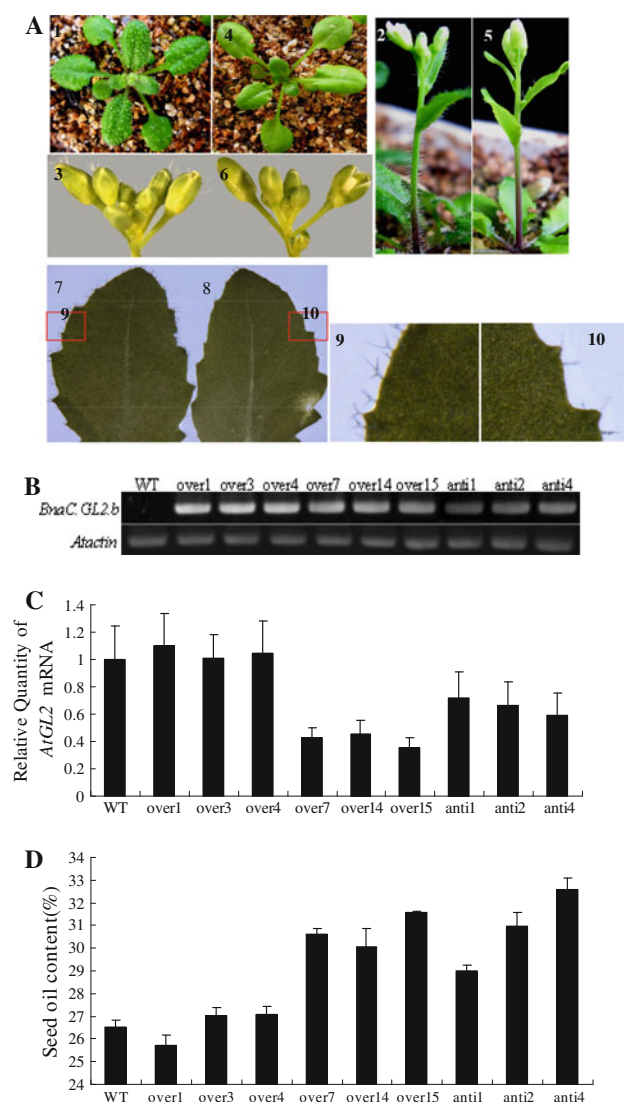 A
1 4 2 5
3 6
7 8
9 10 9 10
B
WT over1 over3 over4 over7 over14 over15 anti1 anti2 anti4
BnaC.GL2.b
Atactin
C
Relative Quantity of
AtGL2 mRNA
1.4
1.2
1
0.8
0.6
0.4
0.2
0
WT over1 over3 over4 over7 over14 over15 anti1 anti2 anti4
D
Seed oil content(%)
34
33
32
31
30
29
28
27
26
25
24
WT over1 over3 over4 over7 over14 over15 anti1 anti2 anti4